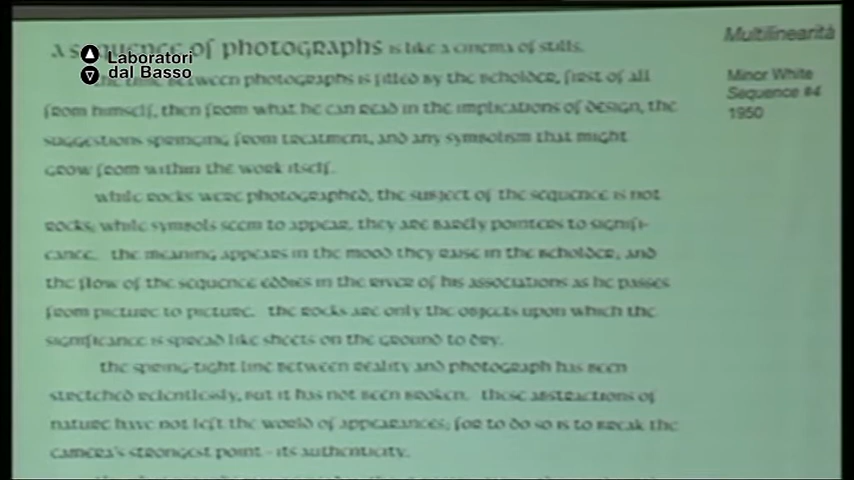 a sequence of photographs is like a cinema of stills.
the time between photographs is filled by the beholder, first of all
from himself, then from what he can read in the implications of design, the
suggestions springing from treatment, and any symbolism that might
grow from within the work itself.
while rocks were photographed, the subject of the sequence is not
rocks; while symbols seem to appear, they are barely pointers to signifi-
cance. the meaning appears in the mood they raise in the beholder; and
the flow of the sequence eddies in the river of his associations as he passes
from picture to picture. the rocks are only the objects upon which the
significance is spread like sheets on the ground to dry.
the spring-tight line between reality and photograph has been
stretched relentlessly, but it has not been broken. these abstractions of
nature have not left the world of appearances; for to do so is to break the
camera's strongest point - its authenticity.
Multilinearità
Minor White
Sequence #4
1950
Laboratori
dal Basso